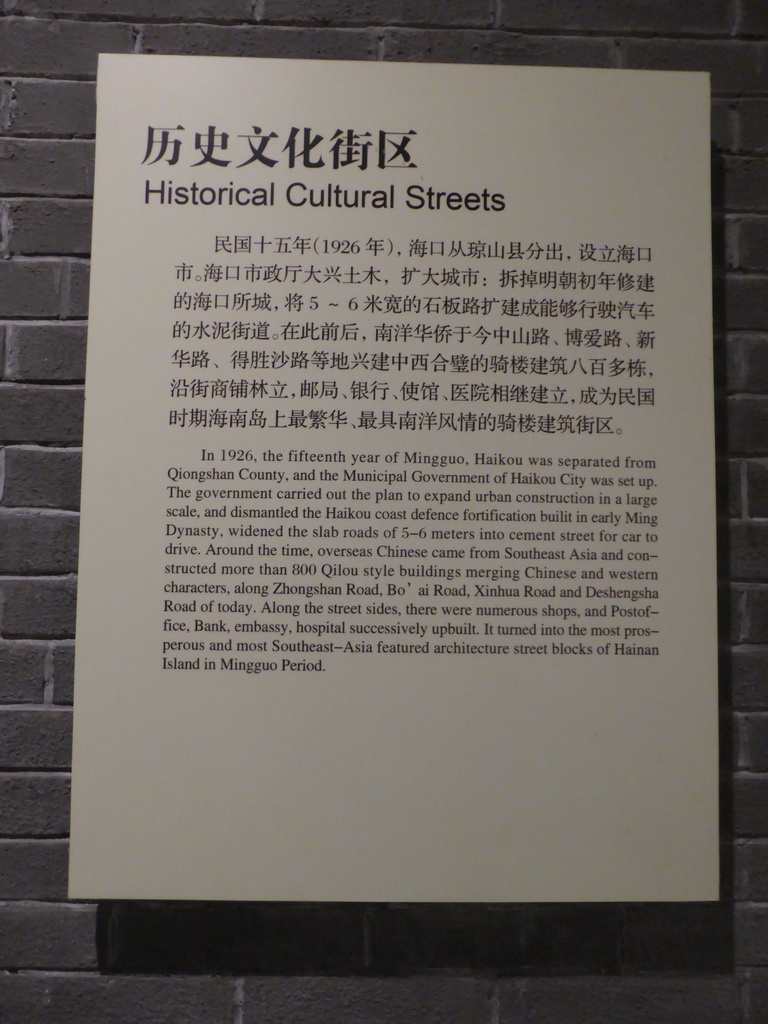 历史文化街区
Historical Cultural Streets
民国十五年(1926 年)，海口从琼山县分出，设立海口
市。海口市政厅大兴土木，扩大城市：拆掉明朝初年修建
的海口所城，将 5 ~ 6 米宽的石板路扩建成能够行驶汽车
的水泥街道。在此前后，南洋华侨于今中山路、博爱路、新
华路、得胜沙路等地兴建中西合璧的骑楼建筑八百多栋，
沿街商铺林立，邮局、银行、使馆、医院相继建立，成为民国
时期海南岛上最繁华、最具南洋风情的骑楼建筑街区。
In 1926, the fifteenth year of Mingguo, Haikou was separated from
Qiongshan County, and the Municipal Government of Haikou City was set up.
The government carried out the plan to expand urban construction in a large
scale, and dismantled the Haikou coast defence fortification builit in early Ming
Dynasty, widened the slab roads of 5-6 meters into cement street for car to
drive. Around the time, overseas Chinese came from Southeast Asia and con-
structed more than 800 Qilou style buildings merging Chinese and western
characters, along Zhongshan Road, Bo' ai Road, Xinhua Road and Deshengsha
Road of today. Along the street sides, there were numerous shops, and Postof-
fice, Bank, embassy, hospital successively upbuilt. It turned into the most pros-
perous and most Southeast-Asia featured architecture street blocks of Hainan
Island in Mingguo Period.